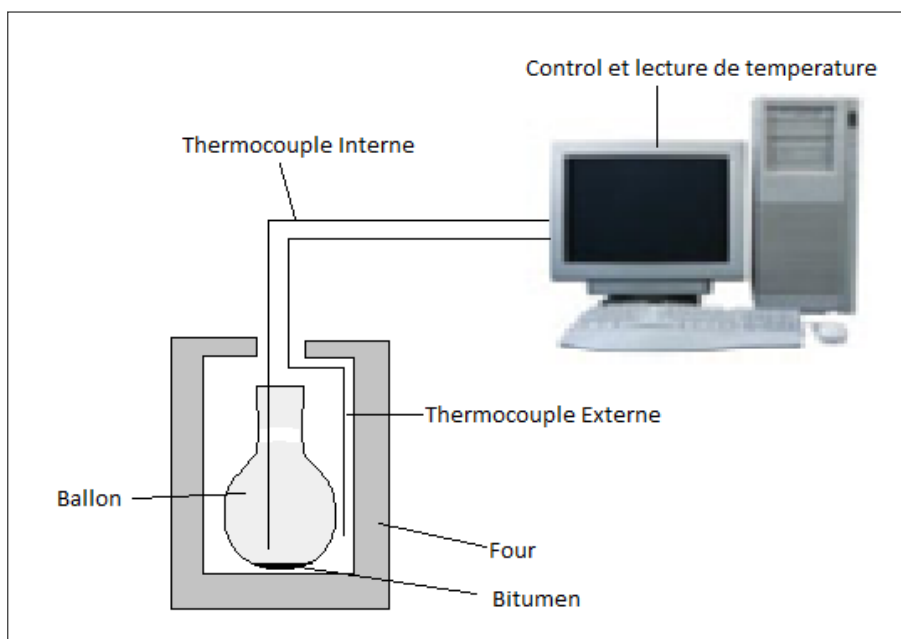 Control et lecture de temperature
Thermocouple Interne
Thermocouple Externe
Ballon
Four
Bitumen